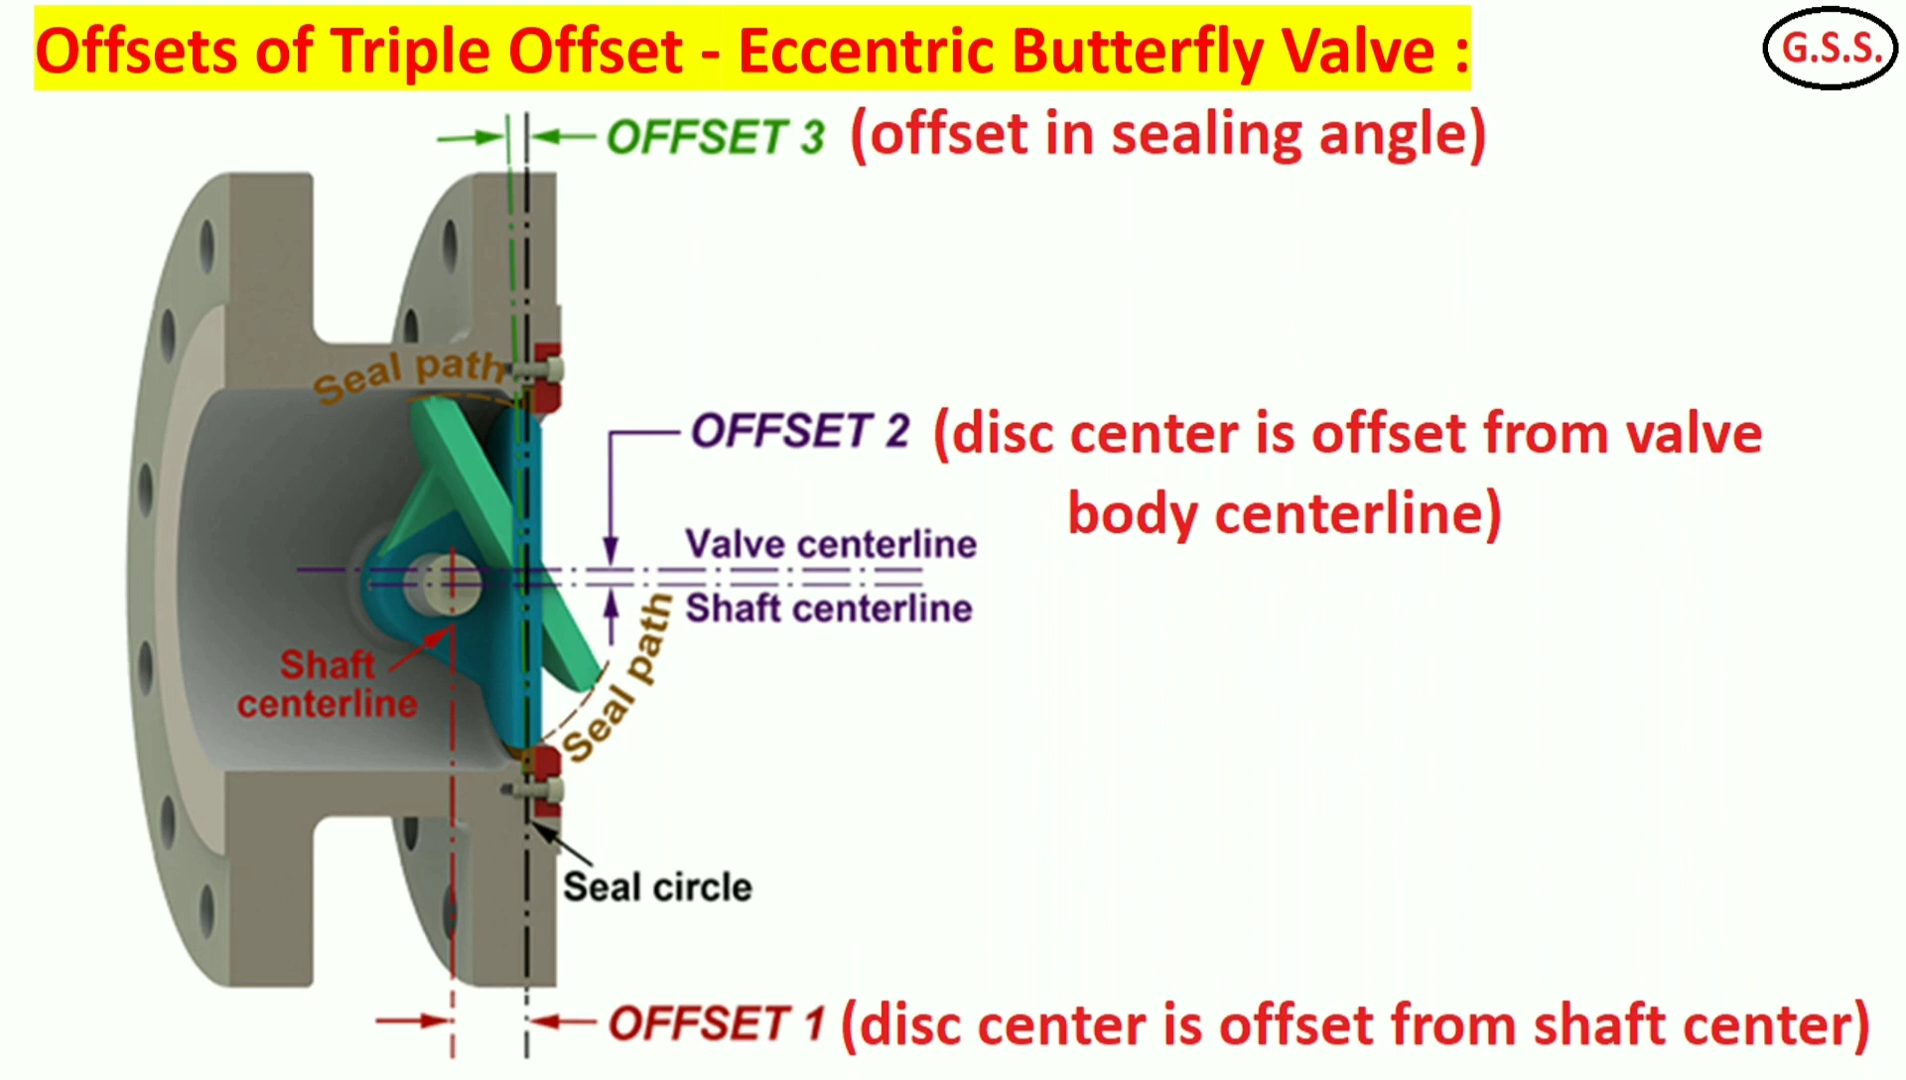 Offsets of Triple Offset - Eccentric Butterfly Valve :
G.S.S.
OFFSET 3 (offset in sealing angle)
Seal path
OFFSET 2 (disc center is offset from valve
body centerline)
Valve centerline
Shaft centerline
Shaft
centerline
Seal path
Seal circle
OFFSET 1 (disc center is offset from shaft center)